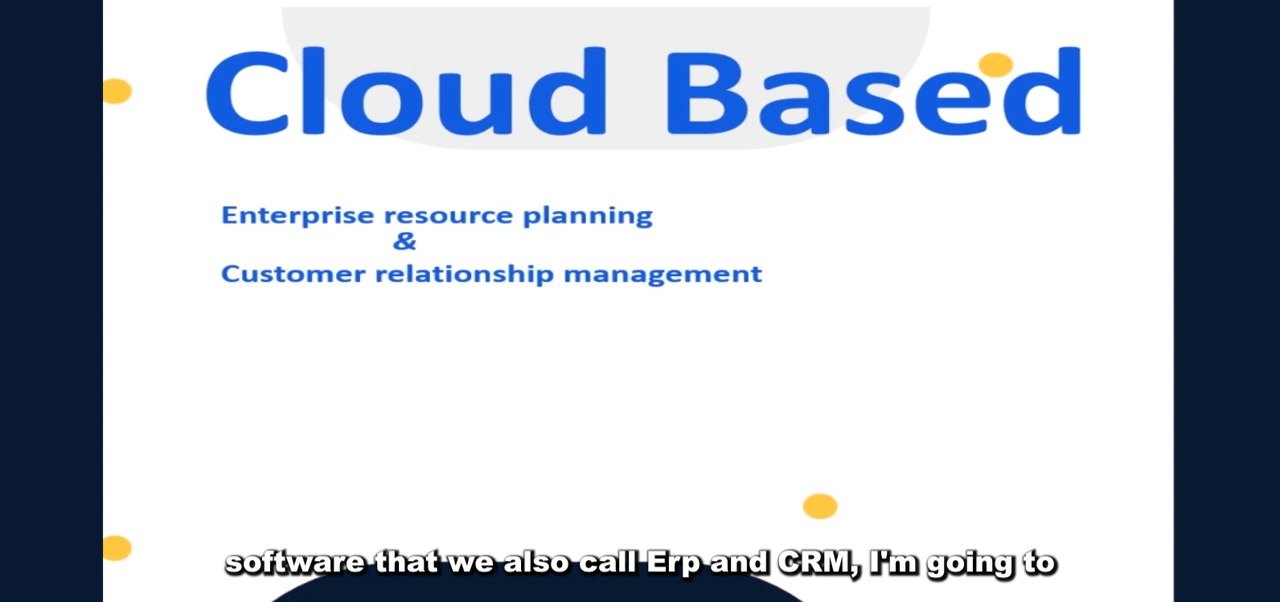 Cloud Based
Enterprise resource planning
&
Customer relationship management
software that we also call Erp and CRM, I'm going to